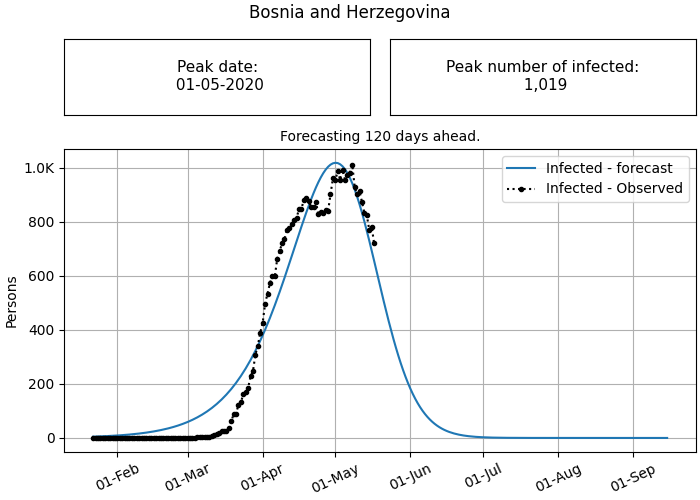 Bosnia and Herzegovina
Peak date:
01-05-2020
Peak number of infected:
1,019
Forecasting 120 days ahead.
Infected - forecast
Infected - Observed
Persons
1.0K
800
600
400
200
0
01-Feb
01-Mar
01-Apr
01-May
01-Jun
01-Jul
01-Aug
01-Sep